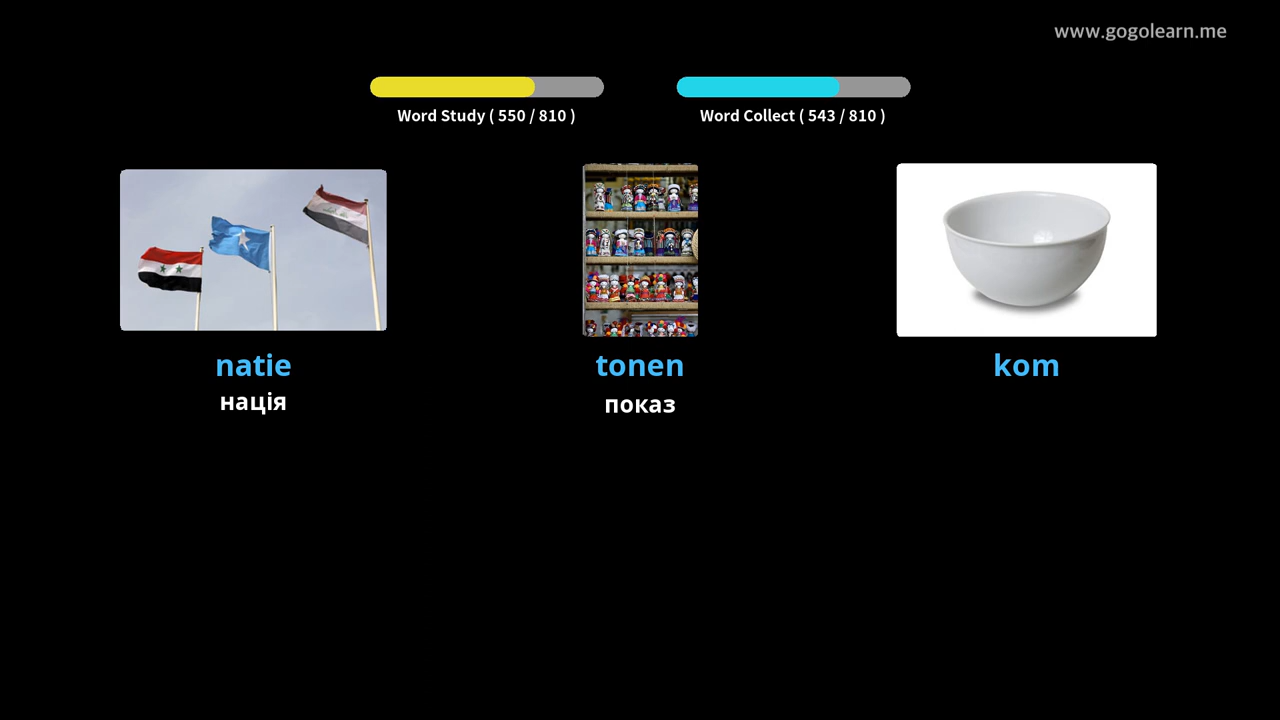 www.gogolearn.me
Word Study ( 550 / 810 )
Word Collect ( 543 / 810 )
natie
tonen
kom
нація
показ